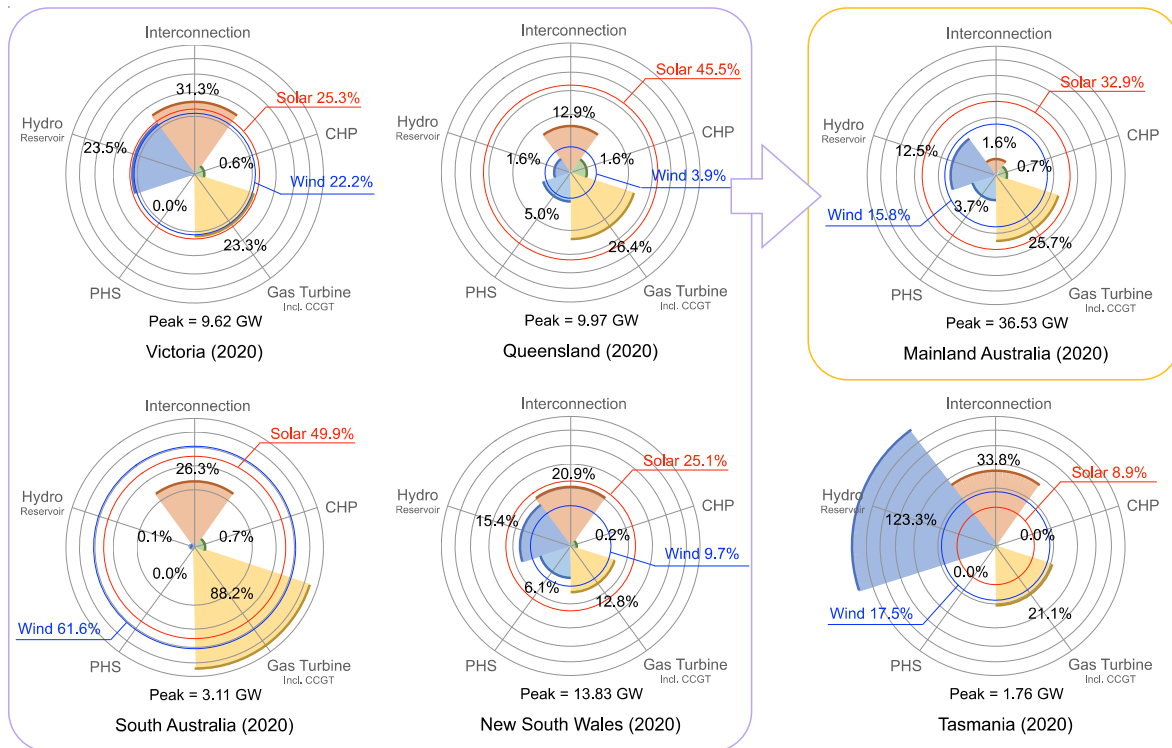 Interconnection
31.3%
Solar 25.3%
Hydro
Reservoir
CHP
23.5%
0.6%
Wind 22.2%
0.0%
23.3%
PHS
Gas Turbine
Incl. CCGT
Peak = 9.62 GW
Victoria (2020)
Interconnection
Solar 45.5%
12.9%
Hydro
Reservoir
CHP
1.6%
1.6%
Wind 3.9%
5.0%
26.4%
PHS
Gas Turbine
Incl. CCGT
Peak = 9.97 GW
Queensland (2020)
Interconnection
Solar 32.9%
Hydro
Reservoir
CHP
1.6%
12.5%
0.7%
Wind 15.8%
3.7%
25.7%
PHS
Gas Turbine
Incl. CCGT
Peak = 36.53 GW
Mainland Australia (2020)
Interconnection
Solar 49.9%
26.3%
Hydro
Reservoir
CHP
0.1%
0.7%
0.0%
88.2%
Wind 61.6%
PHS
Gas Turbine
Incl. CCGT
Peak = 3.11 GW
South Australia (2020)
Interconnection
20.9%
Solar 25.1%
Hydro
Reservoir
CHP
15.4%
0.2%
Wind 9.7%
6.1%
12.8%
PHS
Gas Turbine
Incl. CCGT
Peak = 13.83 GW
New South Wales (2020)
Interconnection
33.8%
Solar 8.9%
Hydro
Reservoir
CHP
123.3%
0.0%
0.0%
Wind 17.5%
21.1%
PHS
Gas Turbine
Incl. CCGT
Peak = 1.76 GW
Tasmania (2020)